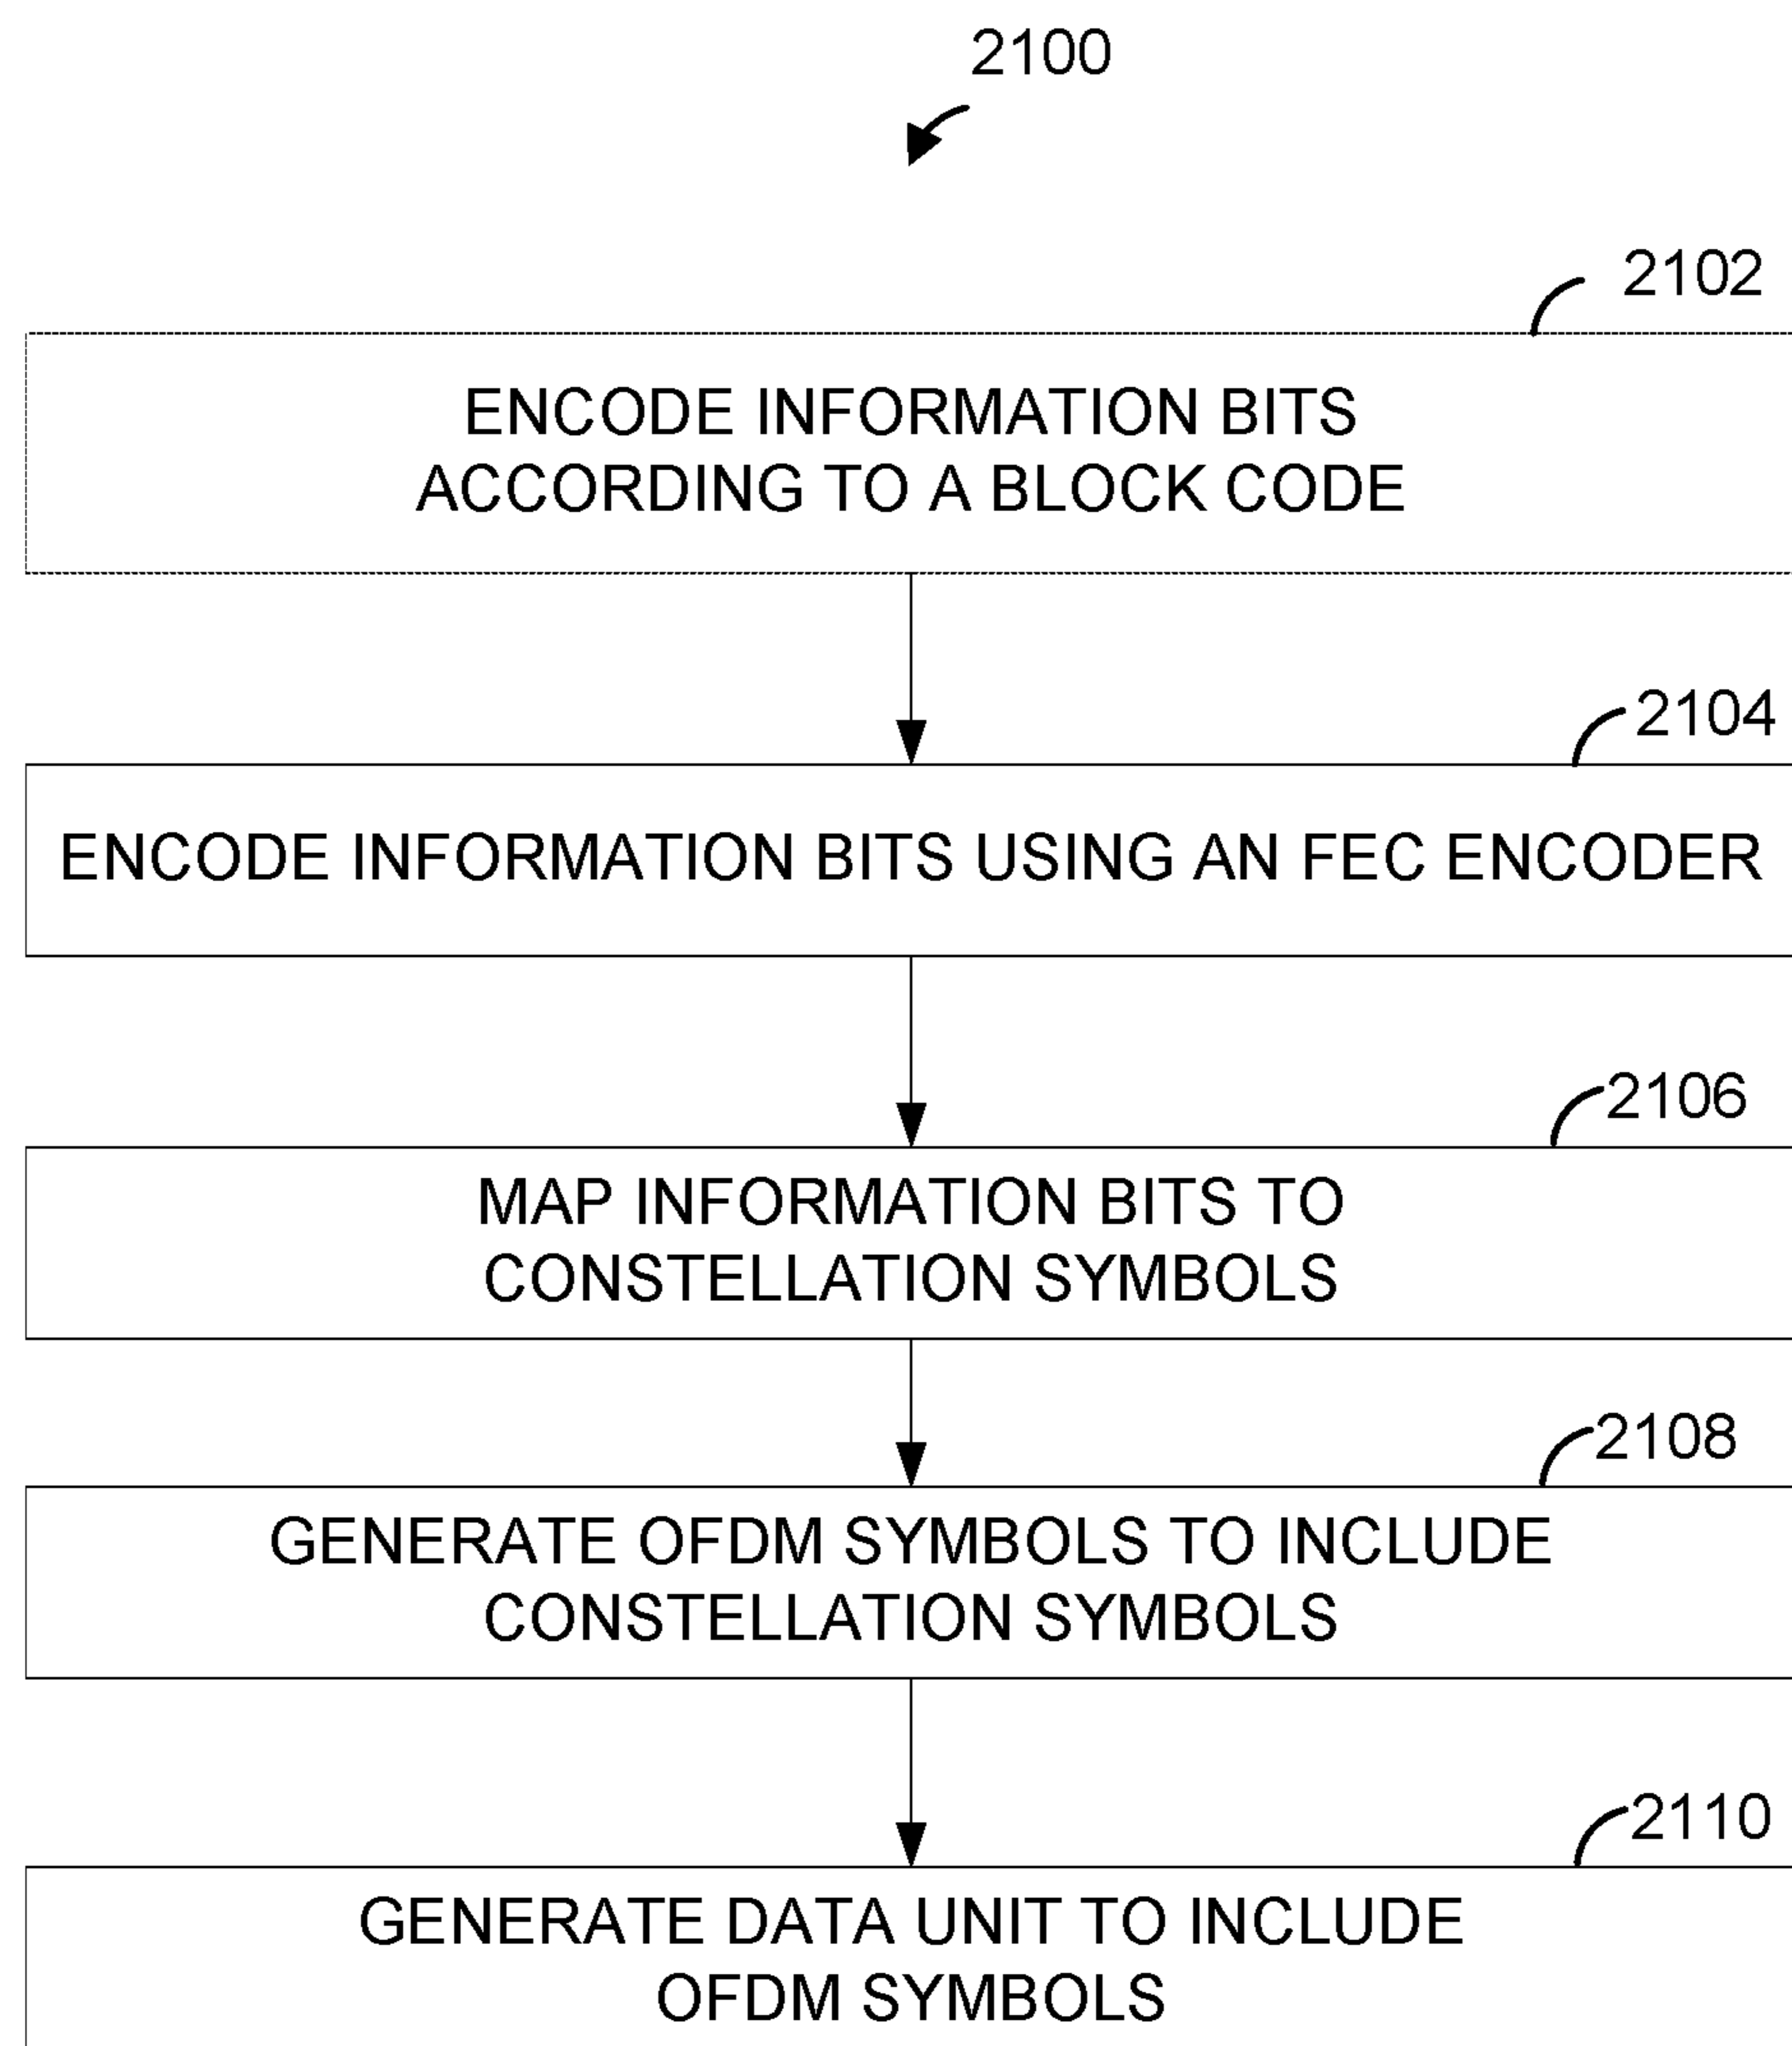 2100
2102
ENCODE INFORMATION BITS
ACCORDING TO A BLOCK CODE
2104
ENCODE INFORMATION BITS USING AN FEC ENCODER
2106
MAP INFORMATION BITS TO
CONSTELLATION SYMBOLS
2108
GENERATE OFDM SYMBOLS TO INCLUDE
CONSTELLATION SYMBOLS
2110
GENERATE DATA UNIT TO INCLUDE
OFDM SYMBOLS